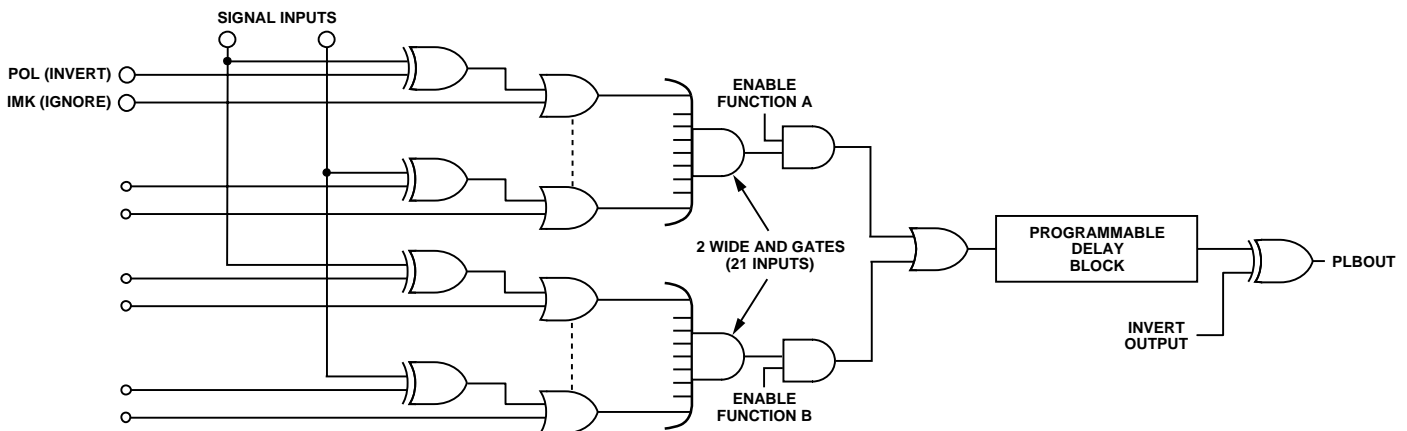 SIGNAL INPUTS
POL (INVERT)
IMK (IGNORE)
ENABLE
FUNCTION A
2 WIDE AND GATES
(21 INPUTS)
PROGRAMMABLE
DELAY
BLOCK
PLBOUT
INVERT
OUTPUT
ENABLE
FUNCTION B